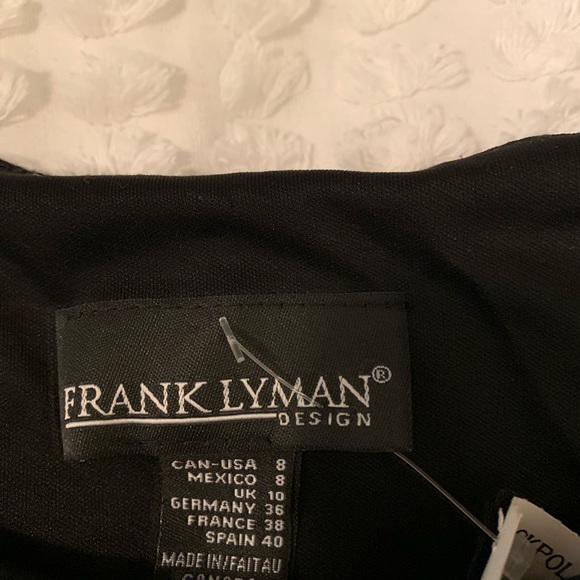 FRANK LYMAN®
DESIGN
CAN-USA 8
MEXICO 8
UK 10
GERMANY 36
FRANCE 38
SPAIN 40
MADE IN/FAIT AU